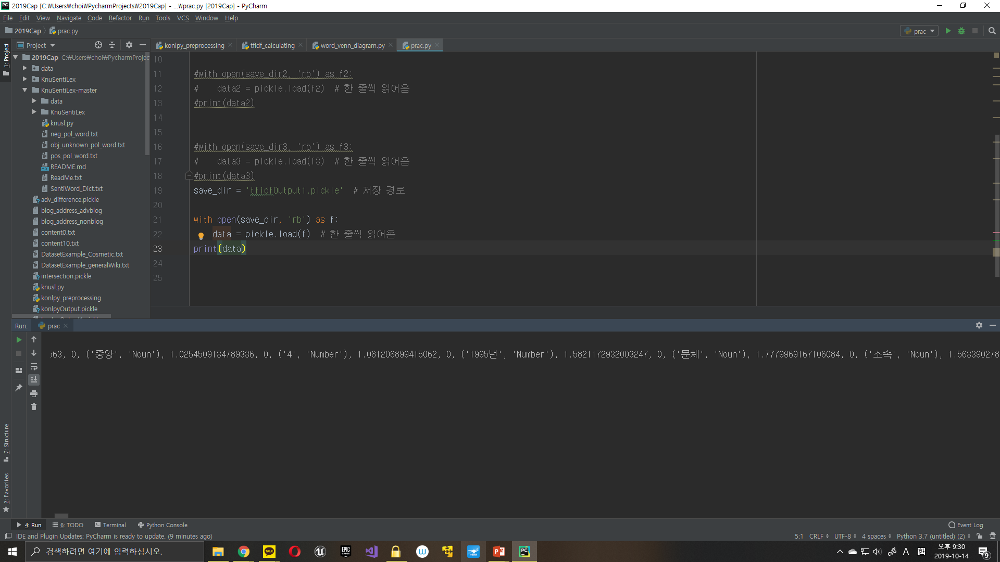 2019Cap [C:₩Users₩choi₩PycharmProjects₩2019Cap] - ...₩prac.py [2019Cap] - PyCharm
File Edit View Navigate Code Refactor Run Tools VCS Window Help
2019Cap prac.py
prac
1: Project
Project
konlpy_preprocessing tfidf_calculating word_venn_diagram.py prac.py
2019Cap C:₩Users₩choi₩PycharmProjec
data
KnuSentiLex
KnuSentiLex-master
data
KnuSentiLex
knusl.py
neg_pol_word.txt
obj_unknown_pol_word.txt
pos_pol_word.txt
README.md
ReadMe.txt
SentiWord_Dict.txt
adv_difference.pickle
blog_address_advblog
blog_address_nonblog
content0.txt
content10.txt
DatasetExample_Cosmetic.txt
DatasetExample_generalWiki.txt
intersection.pickle
knusl.py
konlpy_preprocessing
konlpyOutput.pickle
10
11 #with open(save_dir2, 'rb') as f2:
12 #    data2 = pickle.load(f2)  # 한 줄씩 읽어옴
13 #print(data2)
14
15
16 #with open(save_dir3, 'rb') as f3:
17 #    data3 = pickle.load(f3)  # 한 줄씩 읽어옴
18 #print(data3)
19 save_dir = 'tfidfOutput1.pickle'  # 저장 경로
20
21 with open(save_dir, 'rb') as f:
22     data = pickle.load(f)  # 한 줄씩 읽어옴
23 print(data)
24
25
Run: prac
563, 0, ('중앙', 'Noun'), 1.0254509134789336, 0, ('4', 'Number'), 1.081208899415062, 0, ('1995년', 'Number'), 1.5821172932003247, 0, ('문체', 'Noun'), 1.7779969167106084, 0, ('소속', 'Noun'), 1.563390278
7: Structure
2: Favorites
4: Run 6: TODO Terminal Python Console Event Log
IDE and Plugin Updates: PyCharm is ready to update. (9 minutes ago) 5:1 CRLF UTF-8 4 spaces Python 3.7 (untitled) (2)
검색하려면 여기에 입력하십시오.
TALK
EPIC GAMES
W
eBook
PC
A 한
오후 9:30
2019-10-14
9